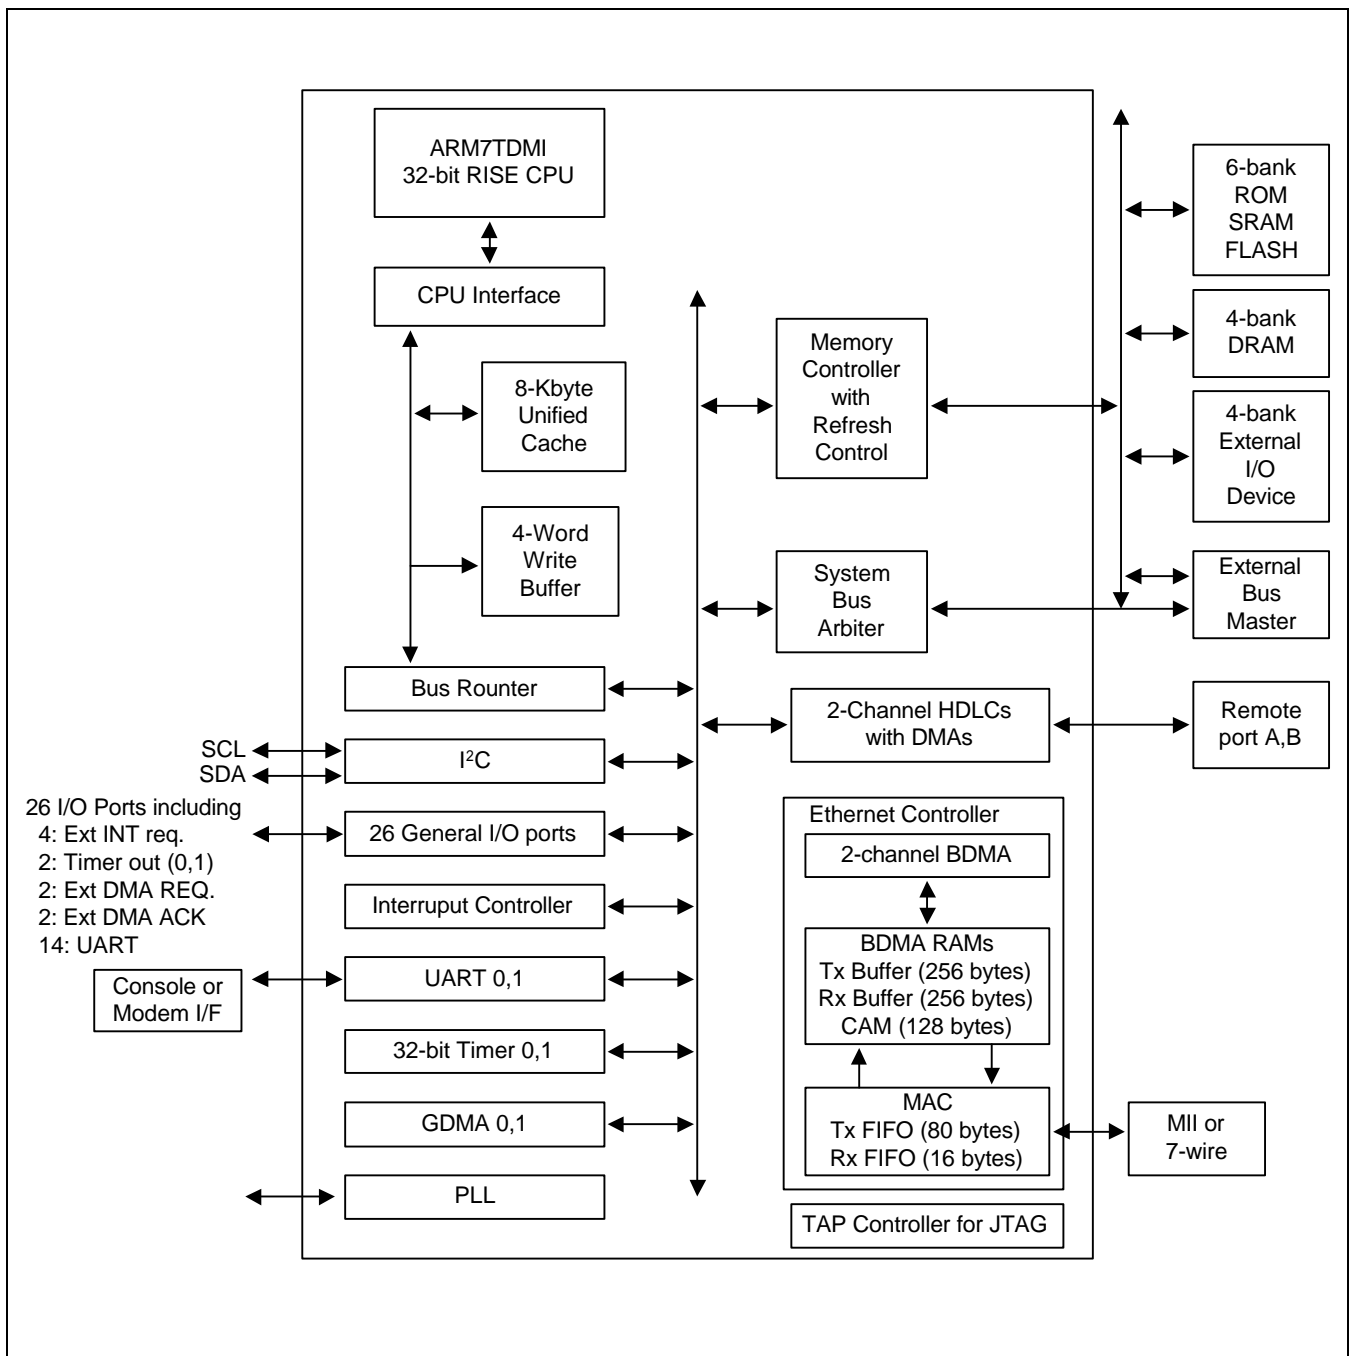 ARM7TDMI
32-bit RISE CPU
CPU Interface
8-Kbyte
Unified
Cache
4-Word
Write
Buffer
Bus Rounter
SCL
SDA
I²C
26 I/O Ports including
4: Ext INT req.
2: Timer out (0,1)
2: Ext DMA REQ.
2: Ext DMA ACK
14: UART
26 General I/O ports
Interruput Controller
Console or
Modem I/F
UART 0,1
32-bit Timer 0,1
GDMA 0,1
PLL
Memory
Controller
with
Refresh
Control
System
Bus
Arbiter
2-Channel HDLCs
with DMAs
Ethernet Controller
2-channel BDMA
BDMA RAMs
Tx Buffer (256 bytes)
Rx Buffer (256 bytes)
CAM (128 bytes)
MAC
Tx FIFO (80 bytes)
Rx FIFO (16 bytes)
TAP Controller for JTAG
6-bank
ROM
SRAM
FLASH
4-bank
DRAM
4-bank
External
I/O
Device
External
Bus
Master
Remote
port A,B
MII or
7-wire